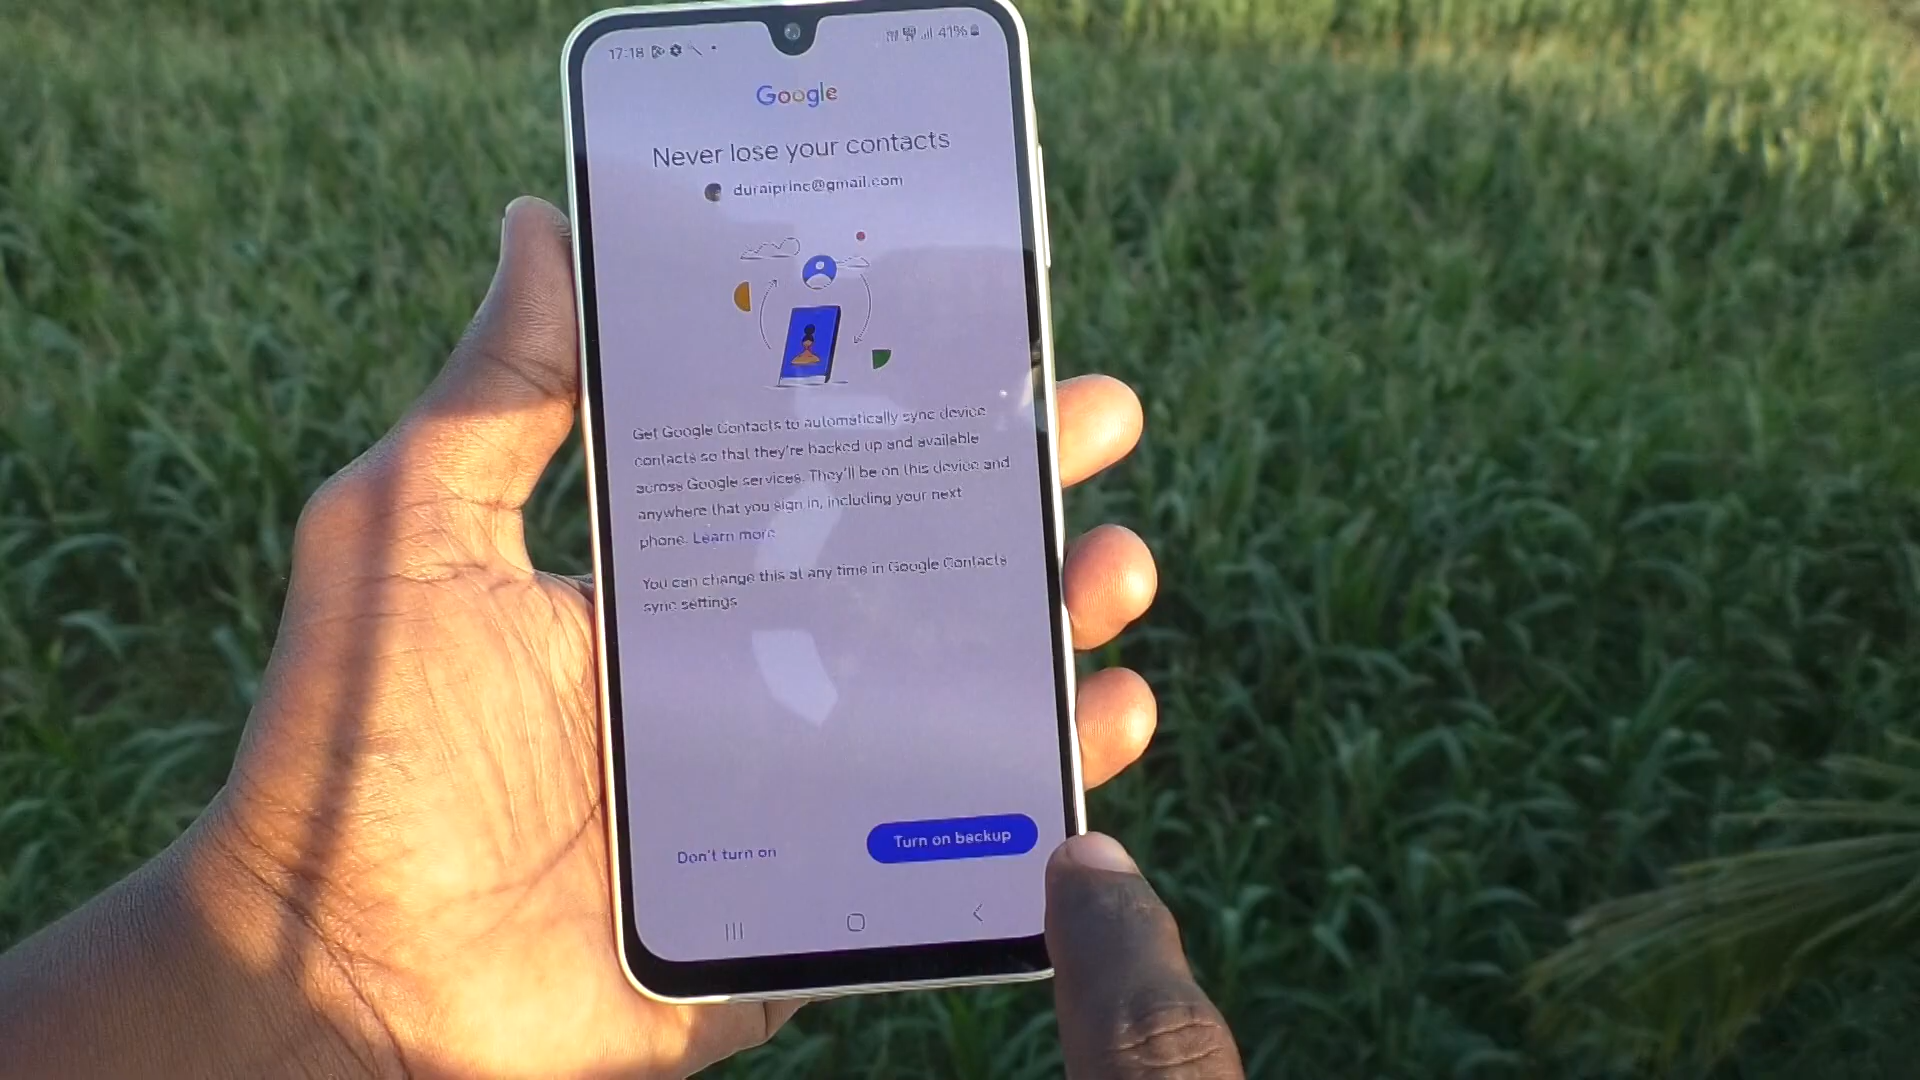 17:18 41%
Google
Never lose your contacts
duraiprinc@gmail.com
Get Google Contacts to automatically sync device
contacts so that they're backed up and available
across Google services. They'll be on this device and
anywhere that you sign in, including your next
phone. Learn more
You can change this at any time in Google Contacts
sync settings
Don't turn on Turn on backup